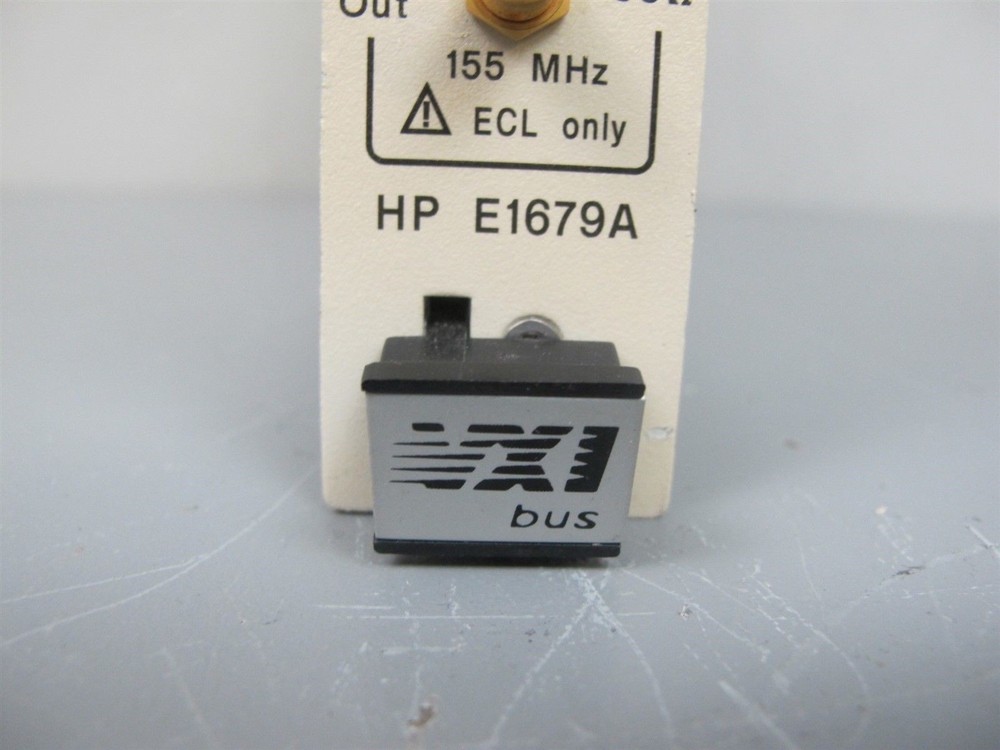 Out
155 MHz
ECL only
HP E1679A
VXI
bus